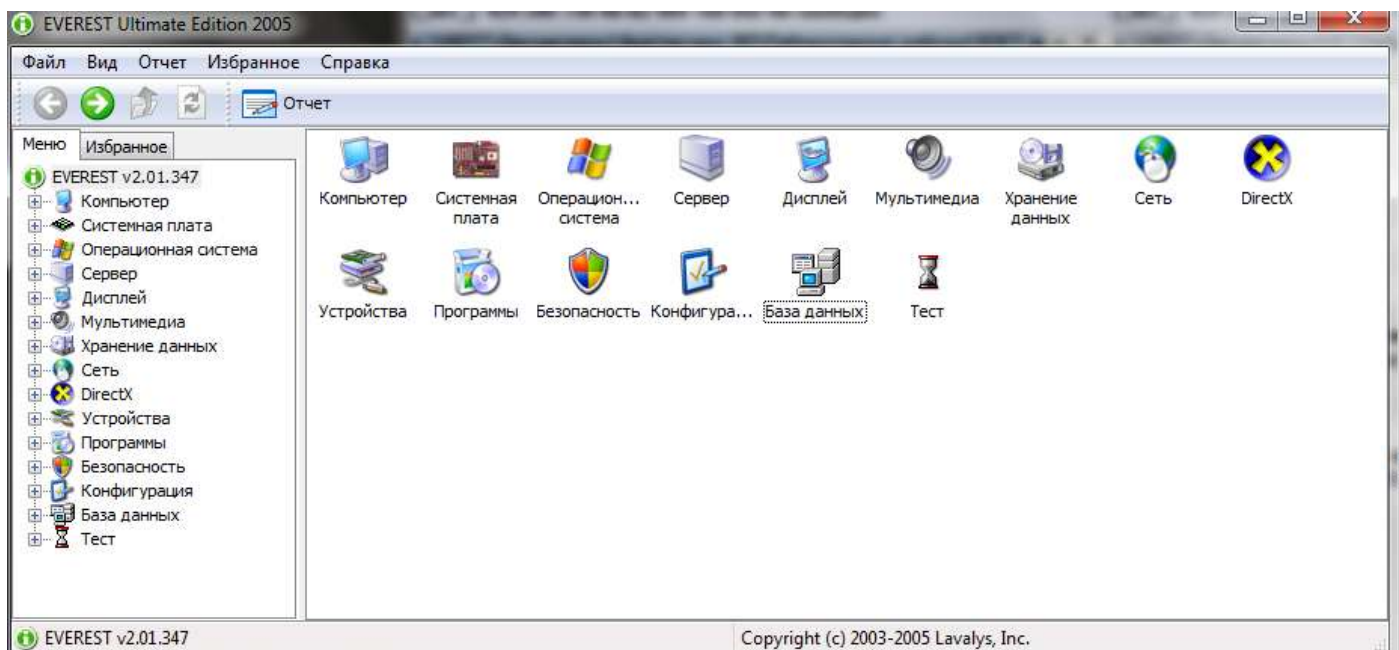 EVEREST Ultimate Edition 2005
Файл Вид Отчет Избранное Справка
Отчет
Меню Избранное
EVEREST v2.01.347
Компьютер
Системная плата
Операционная система
Сервер
Дисплей
Мультимедиа
Хранение данных
Сеть
DirectX
Устройства
Программы
Безопасность
Конфигурация
База данных
Тест
Компьютер Системная Операцион... Сервер Дисплей Мультимедиа Хранение Сеть DirectX
плата система данных
Устройства Программы Безопасность Конфигура... База данных Тест
EVEREST v2.01.347 Copyright (c) 2003-2005 Lavalys, Inc.